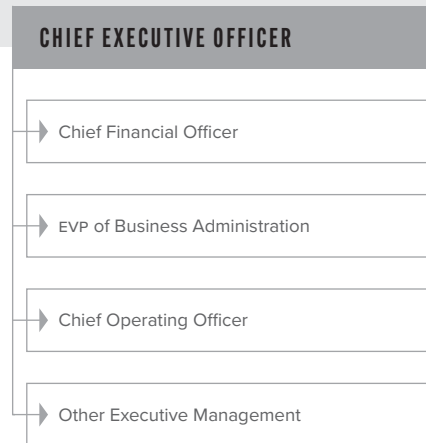 CHIEF EXECUTIVE OFFICER
Chief Financial Officer
EVP of Business Administration
Chief Operating Officer
Other Executive Management